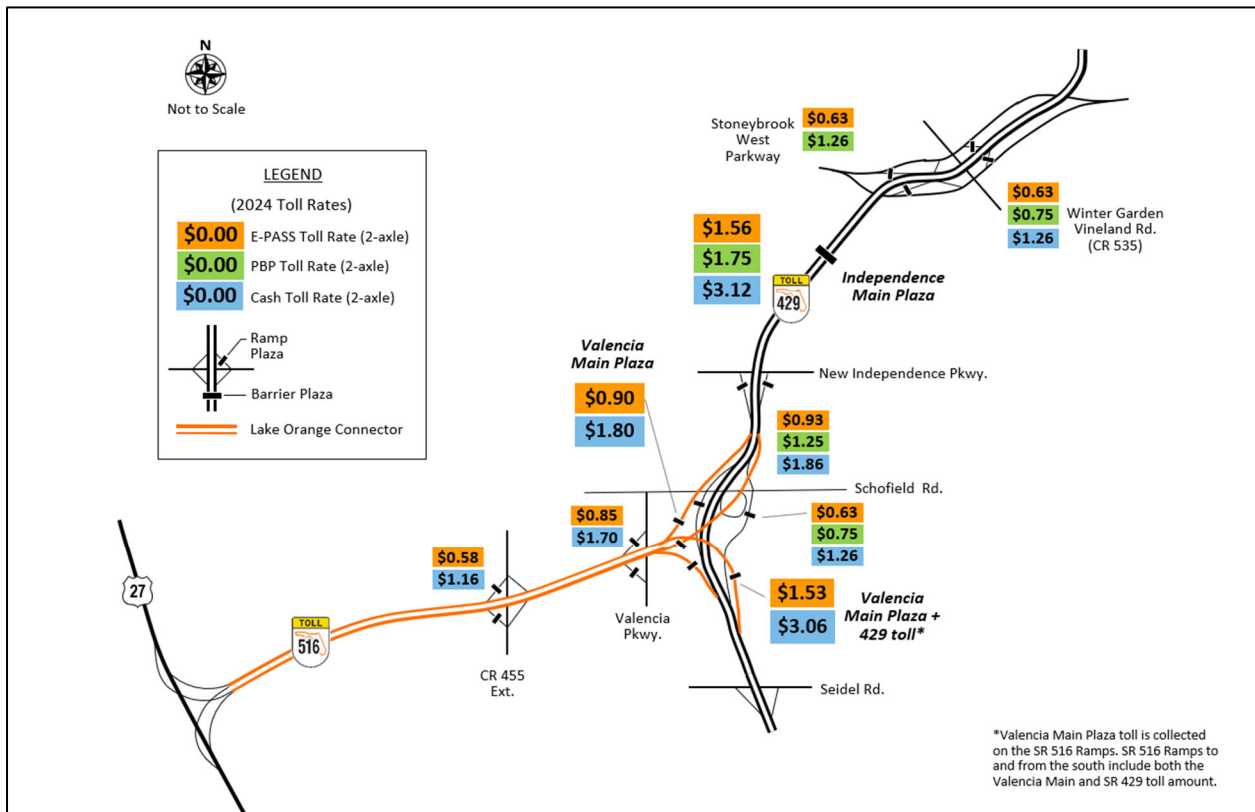 N
Not to Scale
LEGEND
(2024 Toll Rates)
$0.00 E-PASS Toll Rate (2-axle)
$0.00 PBP Toll Rate (2-axle)
$0.00 Cash Toll Rate (2-axle)
Ramp
Plaza
Barrier Plaza
Lake Orange Connector
Stoneybrook
West
Parkway
$0.63
$1.26
$0.63
$0.75
$1.26
Winter Garden
Vineland Rd.
(CR 535)
$1.56
$1.75
$3.12
Independence
Main Plaza
TOLL
429
Valencia
Main Plaza
$0.90
$1.80
New Independence Pkwy.
$0.93
$1.25
$1.86
Schofield Rd.
$0.85
$1.70
$0.63
$0.75
$1.26
$0.58
$1.16
27
TOLL
516
Valencia
Pkwy.
$1.53
$3.06
Valencia
Main Plaza +
429 toll*
CR 455
Ext.
Seidel Rd.
*Valencia Main Plaza toll is collected
on the SR 516 Ramps. SR 516 Ramps to
and from the south include both the
Valencia Main and SR 429 toll amount.